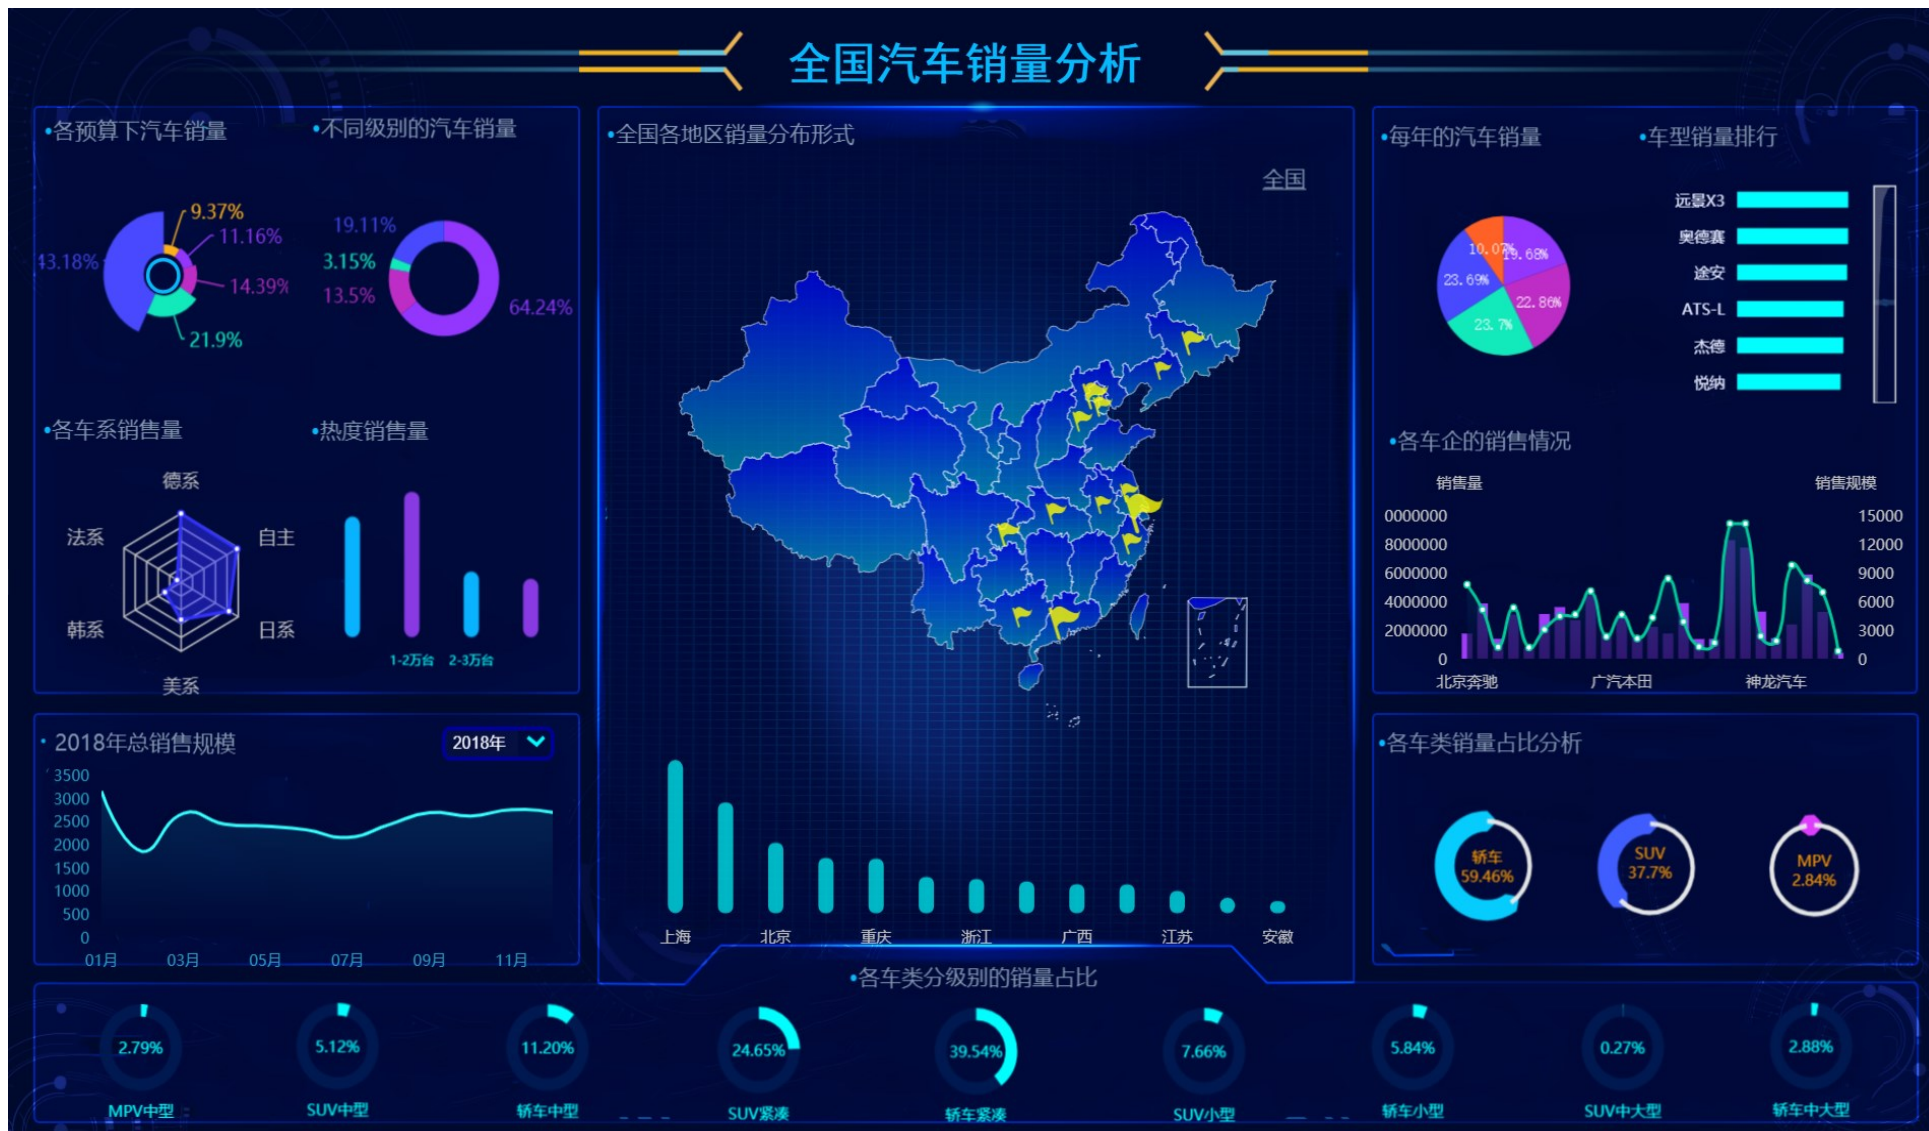 全国汽车销量分析
•各预算下汽车销量
•不同级别的汽车销量
9.37%
11.16%
43.18%
14.39%
21.9%
19.11%
3.15%
13.5%
64.24%
•各车系销售量
德系
法系
自主
韩系
日系
美系
•热度销售量
1-2万台
2-3万台
2018年总销售规模
2018年
3500
3000
2500
2000
1500
1000
500
0
01月 03月 05月 07月 09月 11月
•全国各地区销量分布形式
全国
上海 北京 重庆 浙江 广西 江苏 安徽
•每年的汽车销量
10.07%
19.68%
23.69%
22.86%
23.7%
•车型销量排行
远景X3
奥德赛
途安
ATS-L
杰德
悦纳
•各车企的销售情况
销售量
销售规模
0000000
8000000
6000000
4000000
2000000
0
15000
12000
9000
6000
3000
0
北京奔驰 广汽本田 神龙汽车
•各车类销量占比分析
轿车
59.46%
SUV
37.7%
MPV
2.84%
•各车类分级别的销量占比
2.79%
MPV中型
5.12%
SUV中型
11.20%
轿车中型
24.65%
SUV紧凑
39.54%
轿车紧凑
7.66%
SUV小型
5.84%
轿车小型
0.27%
SUV中大型
2.88%
轿车中大型